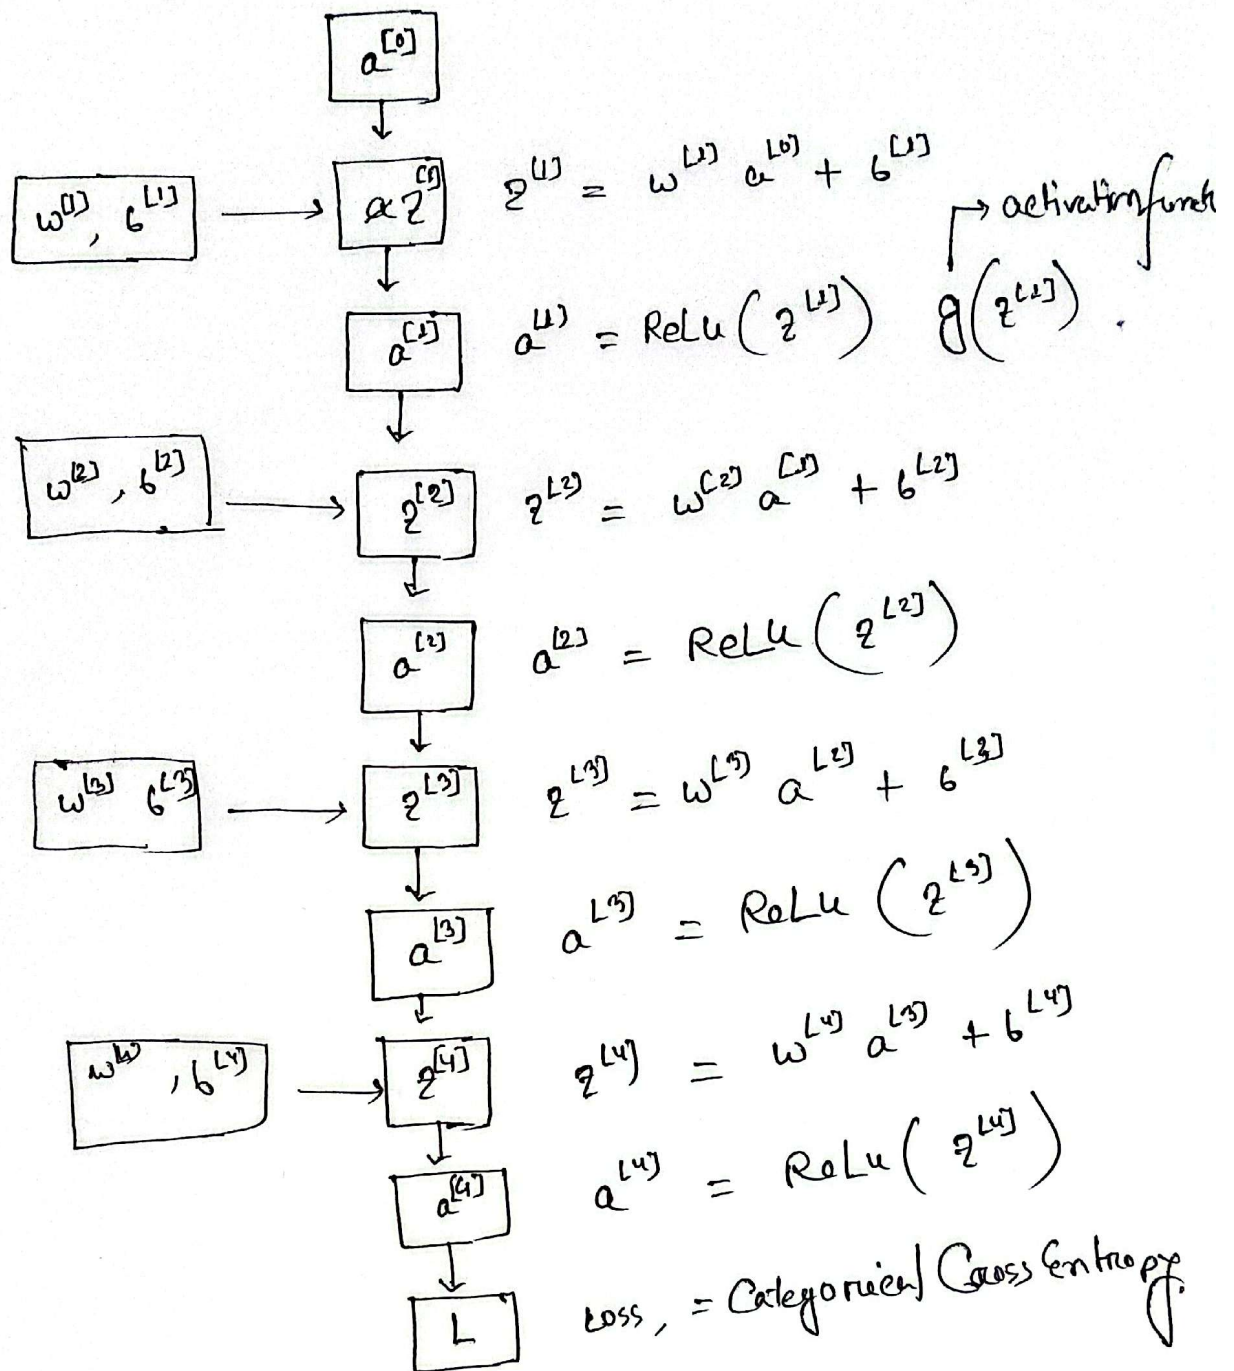 a^[0]
w^[1], b^[1] → z^[1] z^[1] = w^[1] a^[0] + b^[1]
→ activation
a^[1] a^[1] = ReLu ( z^[1] ) g( z^[1] ) .
w^[2], b^[2] → z^[2] z^[2] = w^[2] a^[1] + b^[2]
a^[2] a^[2] = ReLu ( z^[2] )
w^[3] b^[3] → z^[3] z^[3] = w^[3] a^[2] + b^[3]
a^[3] a^[3] = ReLu ( z^[3] )
w^[4], b^[4] → z^[4] z^[4] = w^[4] a^[3] + b^[4]
a^[4] a^[4] = ReLu ( z^[4] )
L Loss, = Categorical Cross Entropy.